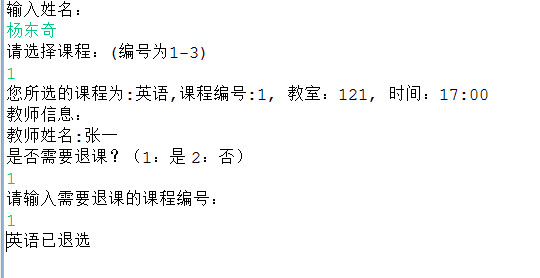 输入姓名：
杨东奇
请选择课程：(编号为1-3)
1
您所选的课程为:英语,课程编号:1, 教室：121, 时间：17:00
教师信息：
教师姓名:张一
是否需要退课？（1：是 2：否）
1
请输入需要退课的课程编号：
1
英语已退选